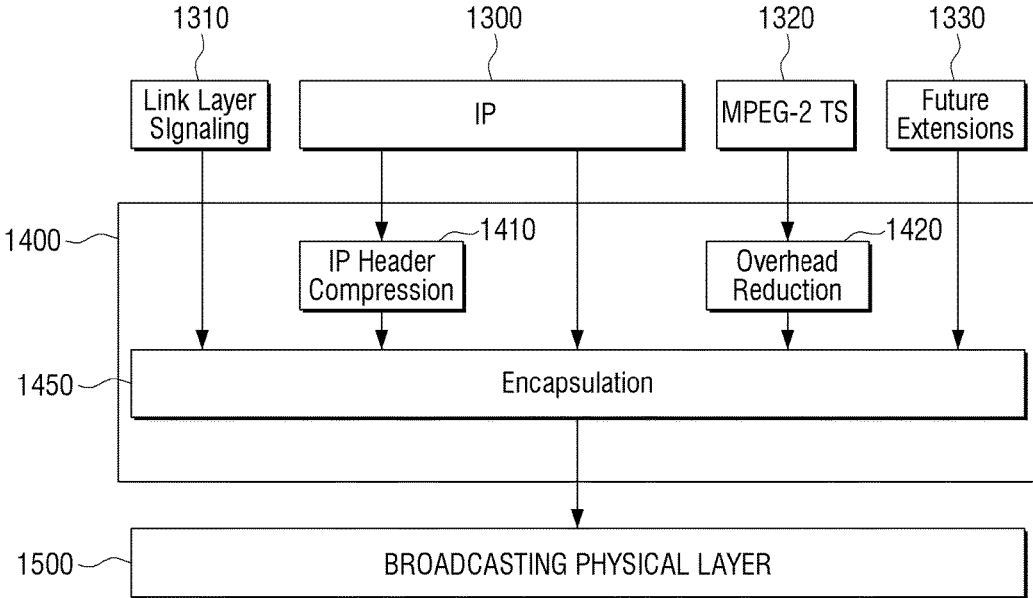 1310
1300
1320
1330
Link Layer
SIgnaling
IP
MPEG-2 TS
Future
Extensions
1400
1410
1420
IP Header
Compression
Overhead
Reduction
1450
Encapsulation
1500
BROADCASTING PHYSICAL LAYER